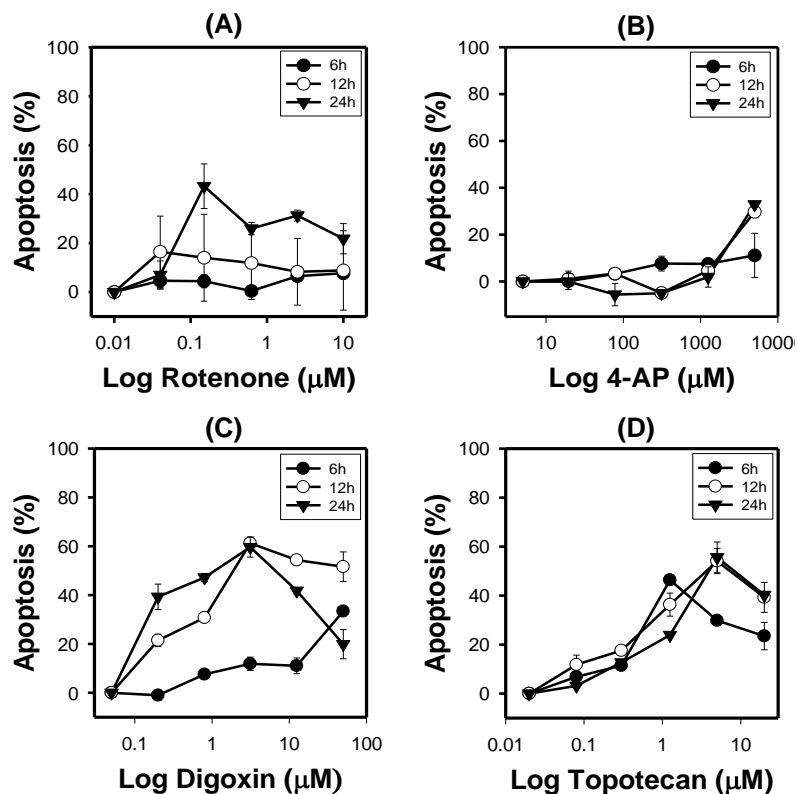 (A)
100
80
60
40
20
0
Apoptosis (%)
6h
12h
24h
0.01
0.1
1
10
Log Rotenone (μM)
(B)
100
80
60
40
20
0
Apoptosis (%)
6h
12h
24h
10
100
1000
10000
Log 4-AP (μM)
(C)
100
80
60
40
20
0
Apoptosis (%)
6h
12h
24h
0.1
1
10
100
Log Digoxin (μM)
(D)
100
80
60
40
20
0
Apoptosis (%)
6h
12h
24h
0.01
0.1
1
10
Log Topotecan (μM)